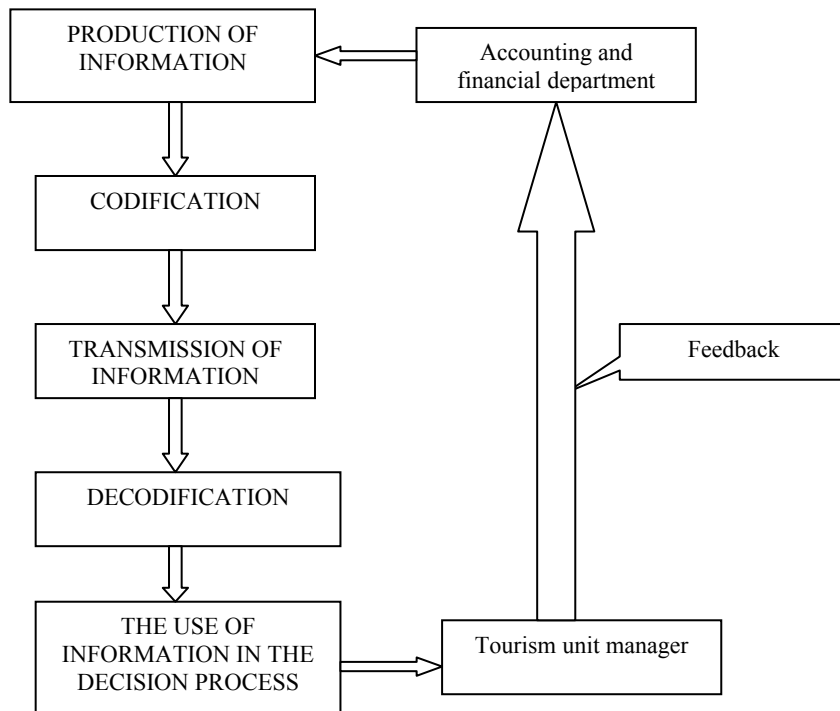 PRODUCTION OF
INFORMATION
Accounting and
financial department
CODIFICATION
TRANSMISSION OF
INFORMATION
Feedback
DECODIFICATION
THE USE OF
INFORMATION IN THE
DECISION PROCESS
Tourism unit manager